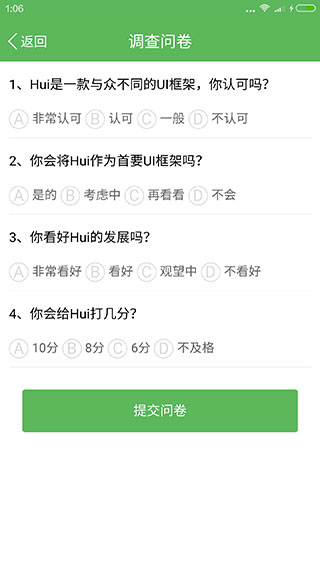 1:06
返回
调查问卷
1、Hui是一款与众不同的UI框架，你认可吗？
A 非常认可 B 认可 C 一般 D 不认可
2、你会将Hui作为首要UI框架吗？
A 是的 B 考虑中 C 再看看 D 不会
3、你看好Hui的发展吗？
A 非常看好 B 看好 C 观望中 D 不看好
4、你会给Hui打几分？
A 10分 B 8分 C 6分 D 不及格
提交问卷